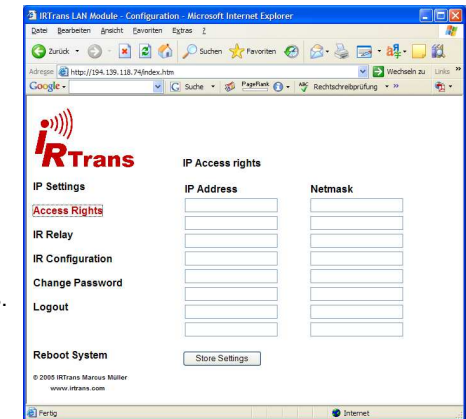 IRTrans LAN Module - Configuration - Microsoft Internet Explorer
Datei Bearbeiten Ansicht Favoriten Extras ?
Zurück Suchen Favoriten
Adresse http://194.139.118.74/index.htm Wechseln zu Links »
Google - Suche PageRank ABC Rechtschreibprüfung »
iRTrans
IP Access rights
IP Settings
IP Address Netmask
Access Rights
IR Relay
IR Configuration
Change Password
Logout
.
Reboot System
Store Settings
© 2005 IRTrans Marcus Müller
www.irtrans.com
Fertig Internet